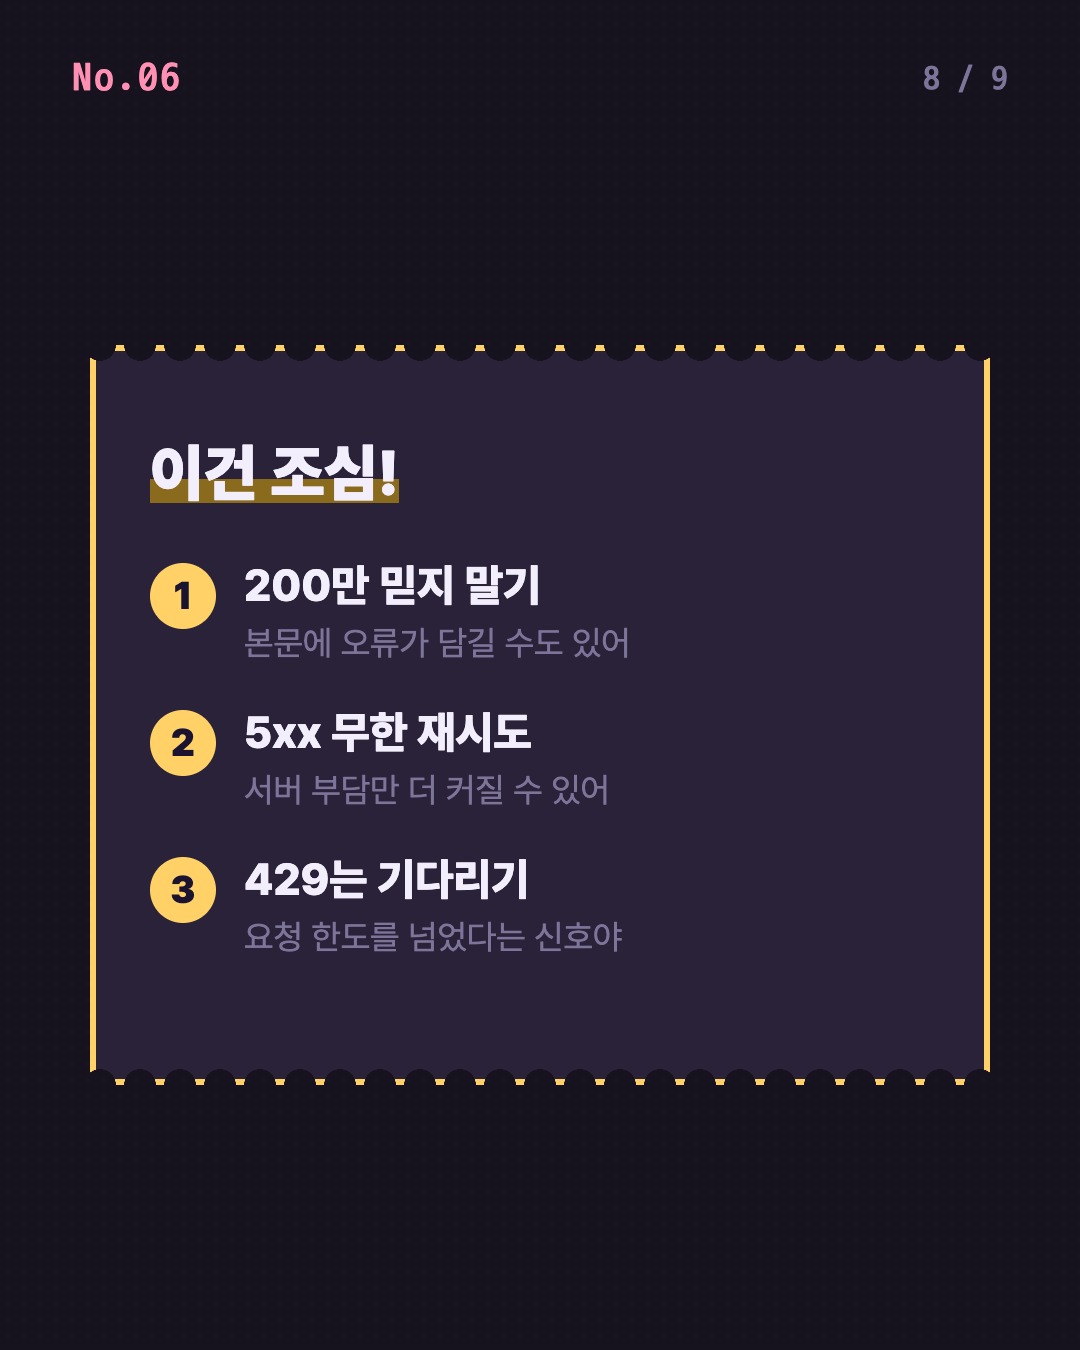 No.06
8 / 9
이건 조심!
1
200만 믿지 말기
본문에 오류가 담길 수도 있어
2
5xx 무한 재시도
서버 부담만 더 커질 수 있어
3
429는 기다리기
요청 한도를 넘었다는 신호야